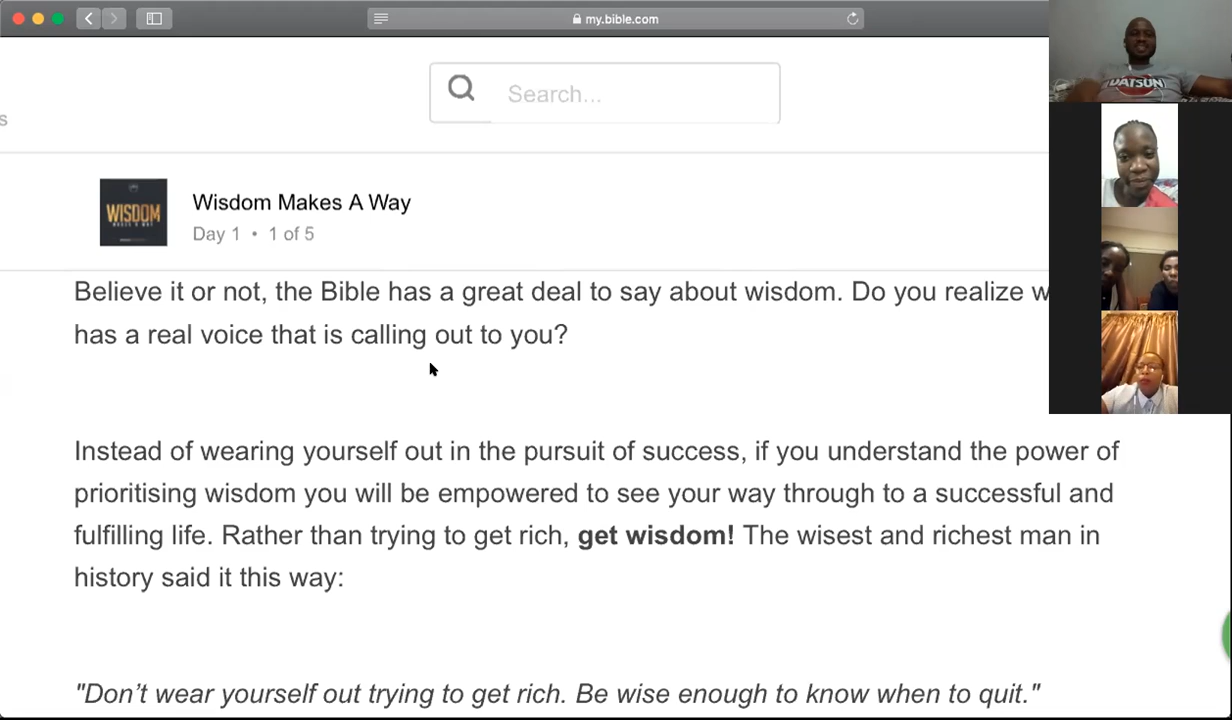 my.bible.com
Search...
s
WISDOM
MAKES A WAY
Wisdom Makes A Way
Day 1 • 1 of 5
Believe it or not, the Bible has a great deal to say about wisdom. Do you realize w
has a real voice that is calling out to you?
Instead of wearing yourself out in the pursuit of success, if you understand the power of
prioritising wisdom you will be empowered to see your way through to a successful and
fulfilling life. Rather than trying to get rich, get wisdom! The wisest and richest man in
history said it this way:
"Don’t wear yourself out trying to get rich. Be wise enough to know when to quit."
DATSUN